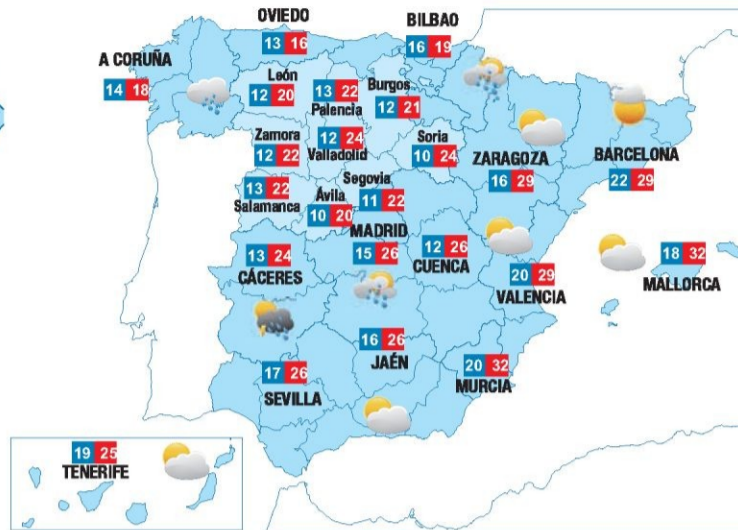 OVIEDO
13 16
BILBAO
16 19
A CORUÑA
14 18
León
12 20
13 22
Palencia
Burgos
12 21
Zamora
12 22
12 24
Valladolid
Soria
10 24
ZARAGOZA
16 29
BARCELONA
22 29
13 22
Salamanca
Ávila
10 20
Segovia
11 22
MADRID
15 26
12 26
CUENCA
13 24
CÁCERES
20 29
VALENCIA
18 32
MALLORCA
16 26
JAÉN
20 32
MURCIA
17 26
SEVILLA
19 25
TENERIFE